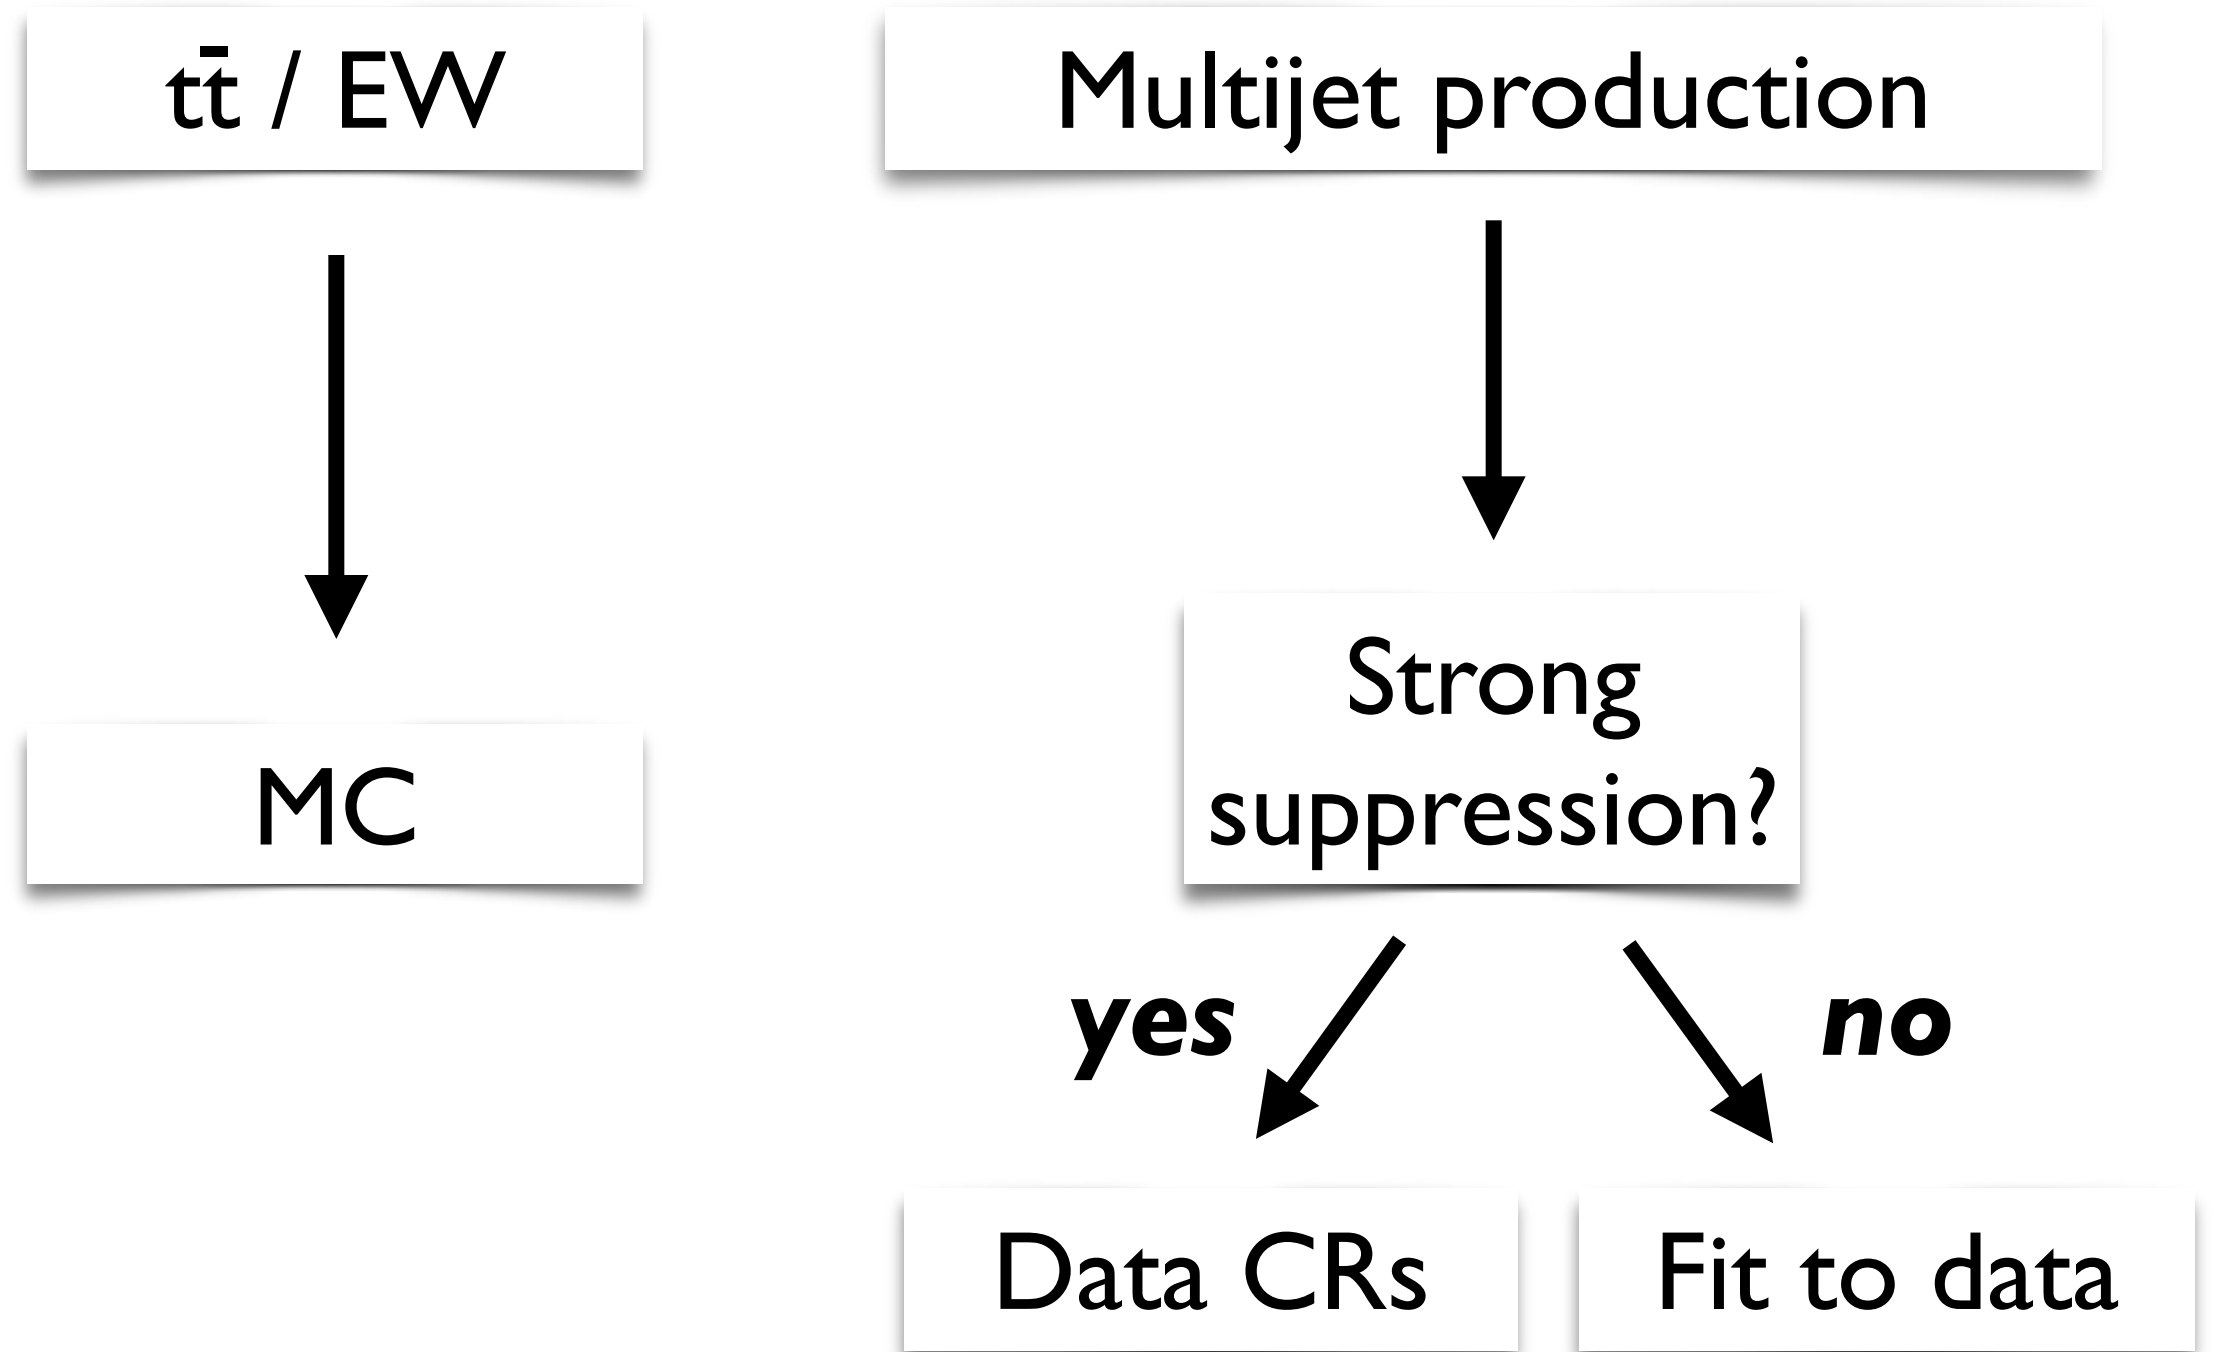 tt̄ / EW
Multijet production
MC
Strong
suppression?
yes
no
Data CRs
Fit to data